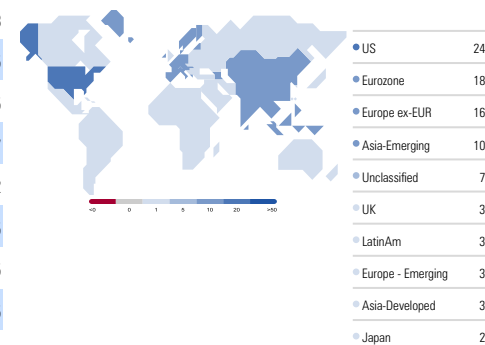 US 24
Eurozone 18
Europe ex-EUR 16
Asia-Emerging 10
Unclassified 7
UK 3
LatinAm 3
Europe - Emerging 3
Asia-Developed 3
Japan 2
<0 0 1 5 10 20 >50